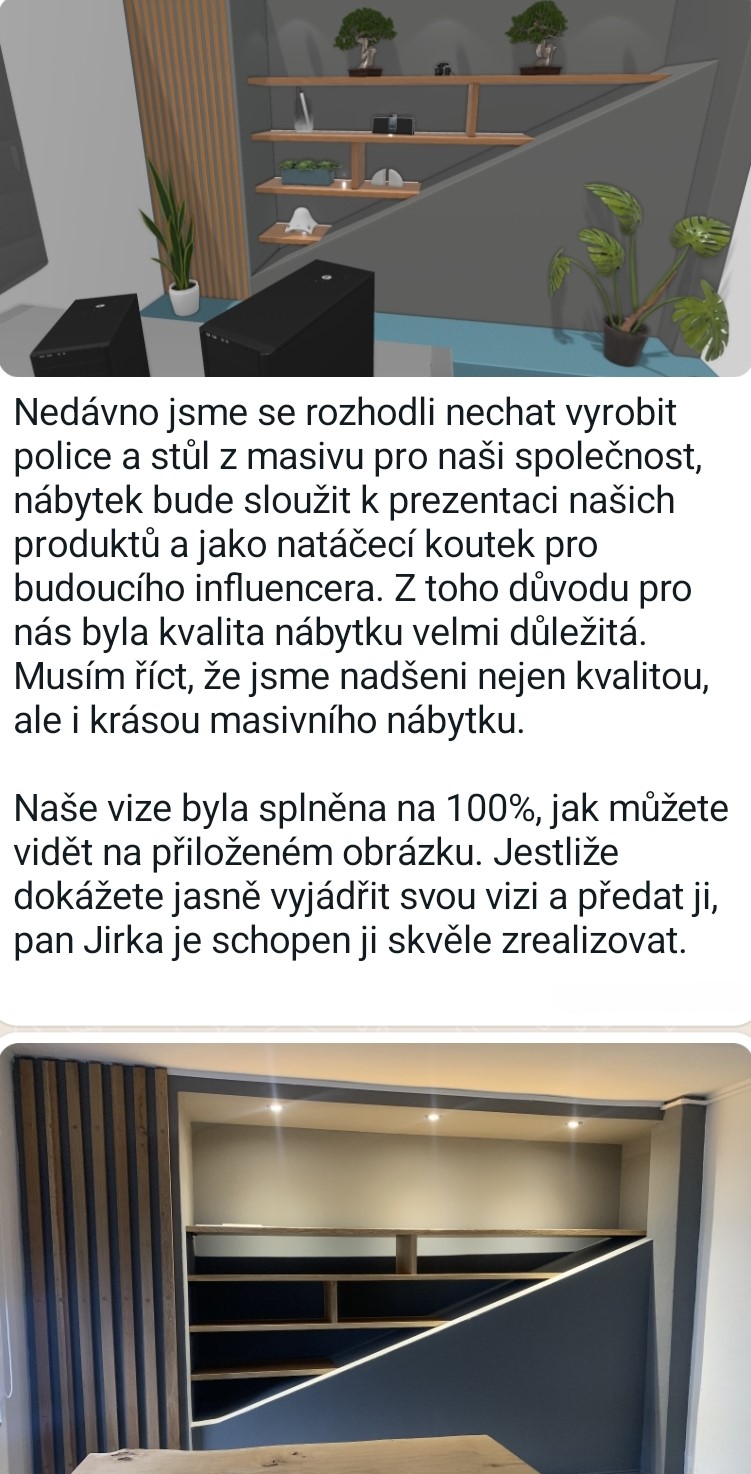 Nedávno jsme se rozhodli nechat vyrobit
police a stůl z masivu pro naši společnost,
nábytek bude sloužit k prezentaci našich
produktů a jako natáčecí koutek pro
budoucího influencera. Z toho důvodu pro
nás byla kvalita nábytku velmi důležitá.
Musím říct, že jsme nadšeni nejen kvalitou,
ale i krásou masivního nábytku.

Naše vize byla splněna na 100%, jak můžete
vidět na přiloženém obrázku. Jestliže
dokážete jasně vyjádřit svou vizi a předat ji,
pan Jirka je schopen ji skvěle zrealizovat.